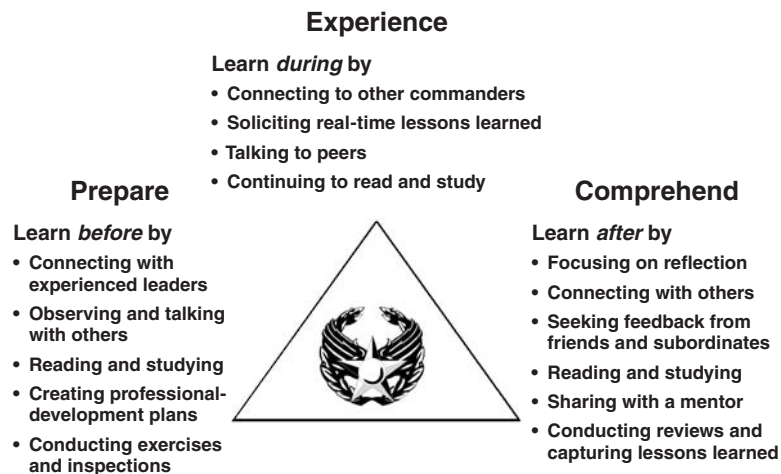 Experience
Learn during by
• Connecting to other commanders
• Soliciting real-time lessons learned
• Talking to peers
• Continuing to read and study
Prepare
Learn before by
• Connecting with
experienced leaders
• Observing and talking
with others
• Reading and studying
• Creating professional-
development plans
• Conducting exercises
and inspections
Comprehend
Learn after by
• Focusing on reflection
• Connecting with others
• Seeking feedback from
friends and subordinates
• Reading and studying
• Sharing with a mentor
• Conducting reviews and
capturing lessons learned